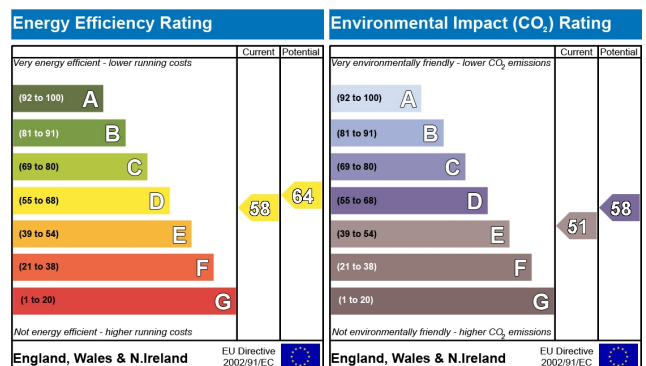 Energy Efficiency Rating
Current Potential
Very energy efficient - lower running costs
(92 to 100) A
(81 to 91) B
(69 to 80) C
(55 to 68) D
(39 to 54) E
(21 to 38) F
(1 to 20) G
58
64
Not energy efficient - higher running costs
England, Wales & N.Ireland
EU Directive
2002/91/EC
Environmental Impact (CO₂) Rating
Current Potential
Very environmentally friendly - lower CO₂ emissions
(92 to 100) A
(81 to 91) B
(69 to 80) C
(55 to 68) D
(39 to 54) E
(21 to 38) F
(1 to 20) G
51
58
Not environmentally friendly - higher CO₂ emissions
England, Wales & N.Ireland
EU Directive
2002/91/EC